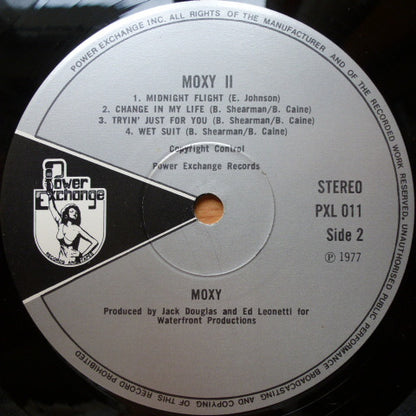 POWER EXCHANGE INC. ALL RIGHTS OF THE MANUFACTURER AND OF THE RECORDED WORK RESERVED. UNAUTHORISED PUBLIC PERFORMANCE BROADCASTING AND COPYING OF THIS RECORD PROHIBITED
MOXY II
1. MIDNIGHT FLIGHT (E. Johnson)
2. CHANGE IN MY LIFE (B. Shearman/B. Caine)
3. TRYIN' JUST FOR YOU (B. Shearman/B. Caine)
4. WET SUIT (B. Shearman/B. Caine)
Copyright Control
Power Exchange Records
Power
Exchange
RECORDS AND TAPES
STEREO
PXL 011
Side 2
℗ 1977
MOXY
Produced by Jack Douglas and Ed Leonetti for
Waterfront Productions